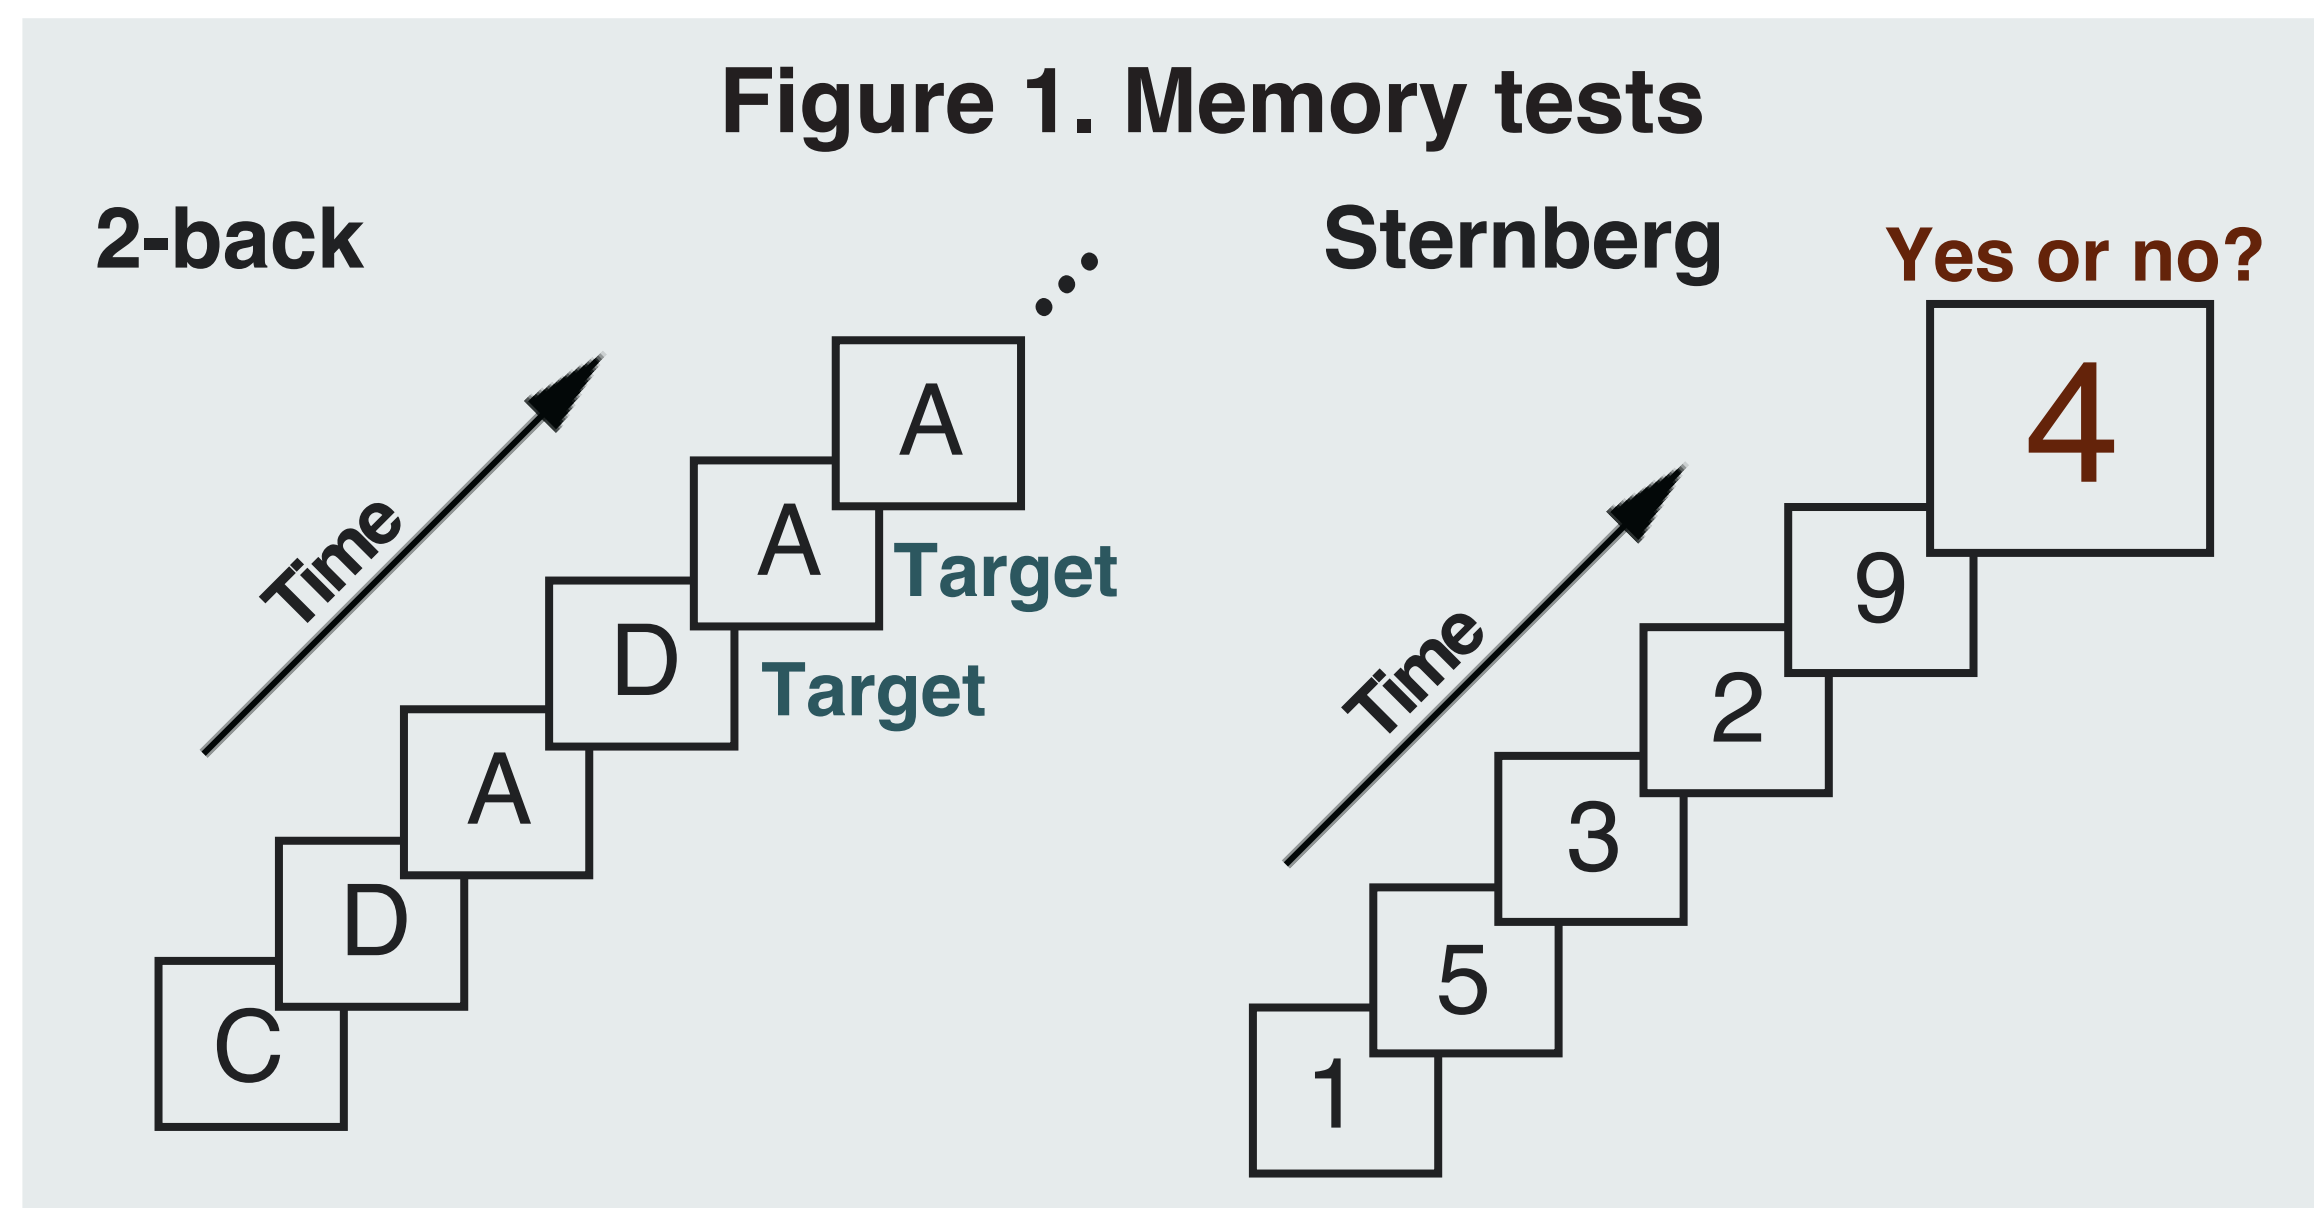 Figure 1. Memory tests
2-back
Time
C
D
A
D
Target
A
Target
A
Sternberg
Time
1
5
3
2
9
Yes or no?
4